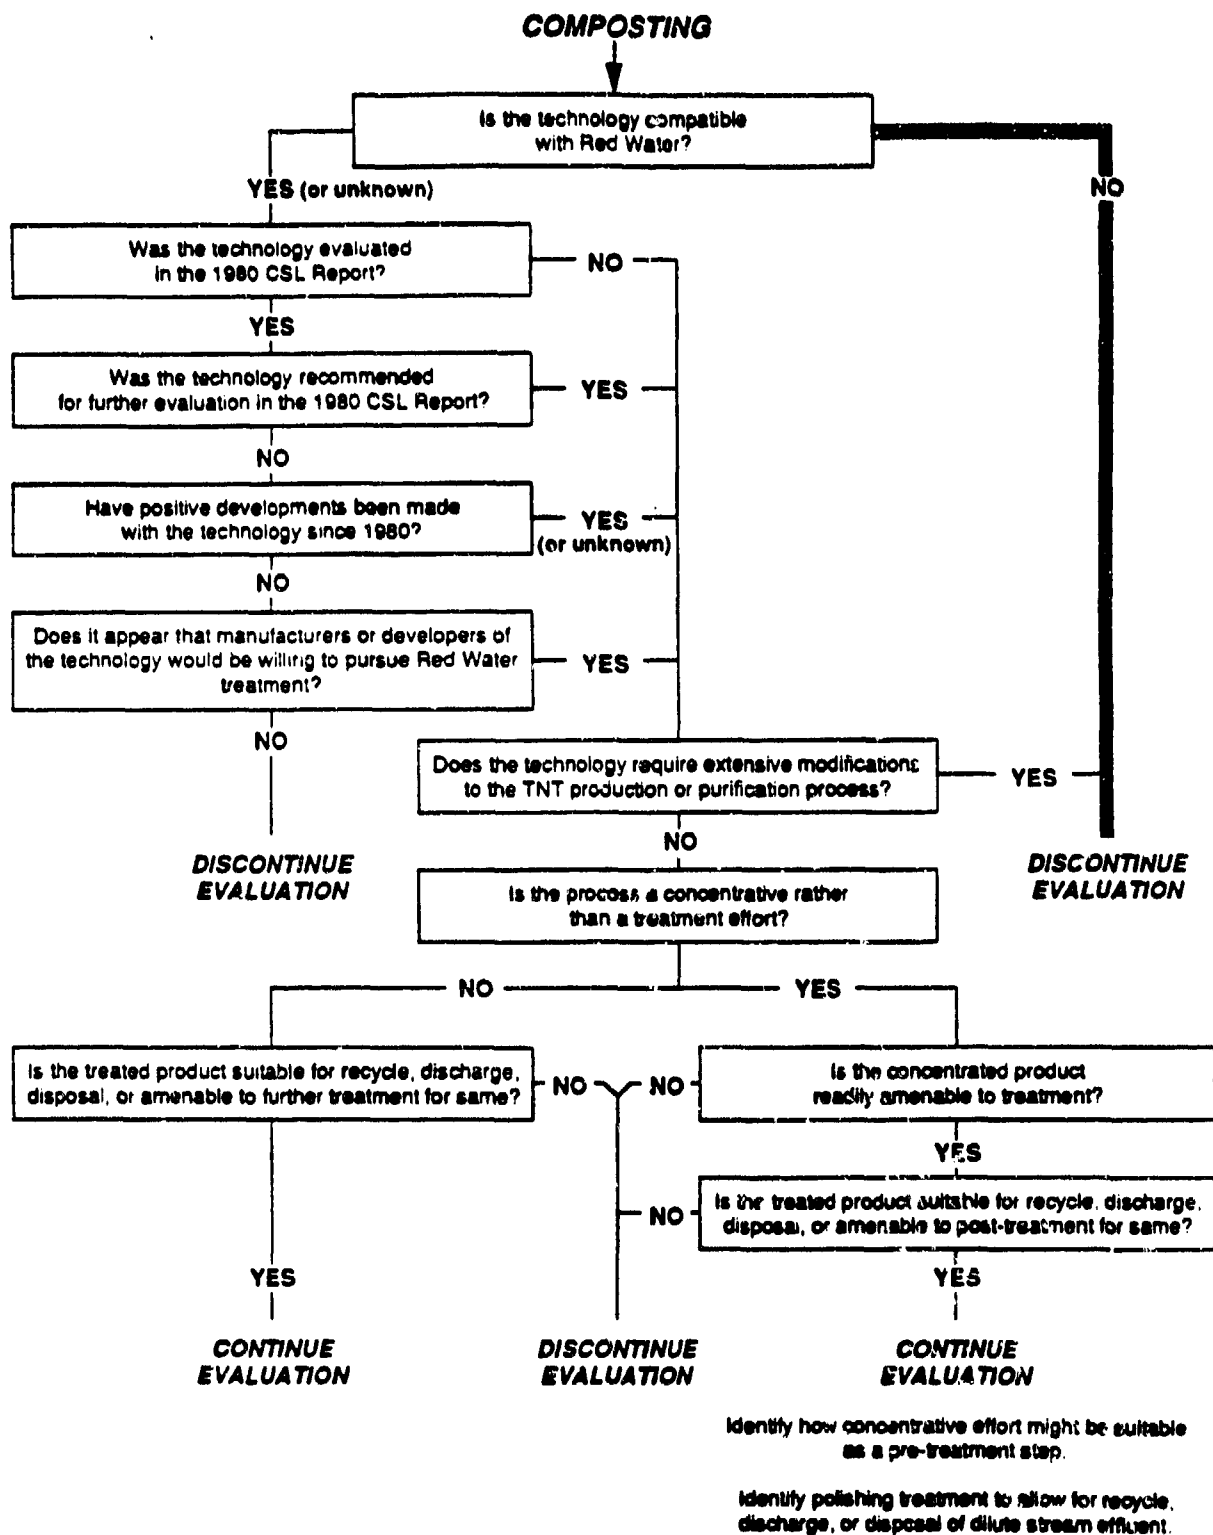 COMPOSTING
Is the technology compatible
with Red Water?
NO
YES (or unknown)
Was the technology evaluated
in the 1980 CSL Report?
NO
YES
Was the technology recommended
for further evaluation in the 1980 CSL Report?
YES
NO
Have positive developments been made
with the technology since 1980?
YES
(or unknown)
NO
Does it appear that manufacturers or developers of
the technology would be willing to pursue Red Water
treatment?
YES
NO
Does the technology require extensive modifications
to the TNT production or purification process?
YES
NO
DISCONTINUE
EVALUATION
DISCONTINUE
EVALUATION
Is the process a concentrative rather
than a treatment effort?
NO
YES
Is the treated product suitable for recycle, discharge,
disposal, or amenable to further treatment for same?
NO
NO
Is the concentrated product
readily amenable to treatment?
YES
NO
Is the treated product suitable for recycle, discharge,
disposal, or amenable to post-treatment for same?
YES
YES
CONTINUE
EVALUATION
DISCONTINUE
EVALUATION
CONTINUE
EVALUATION
Identify how concentrative effort might be suitable
as a pre-treatment step.
Identify polishing treatment to allow for recycle,
discharge, or disposal of dilute stream effluent.